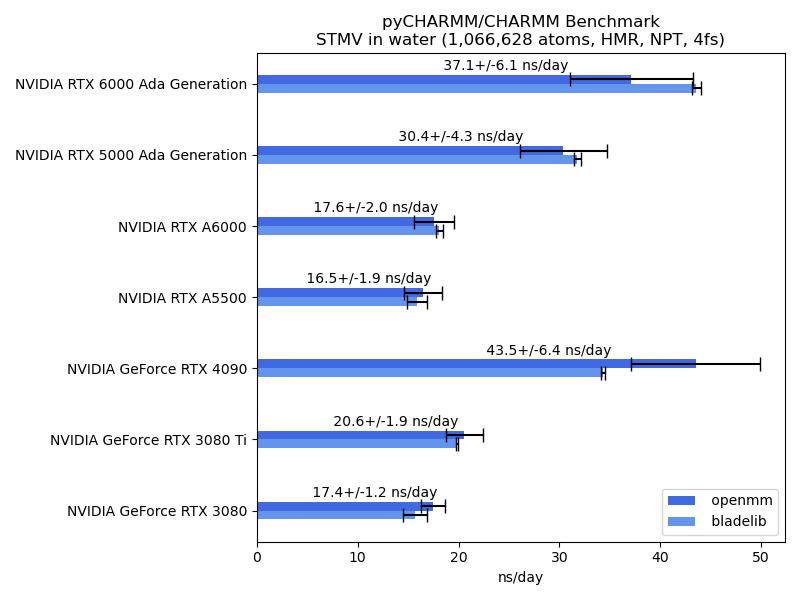 pyCHARMM/CHARMM Benchmark
STMV in water (1,066,628 atoms, HMR, NPT, 4fs)
NVIDIA RTX 6000 Ada Generation
37.1+/-6.1 ns/day
NVIDIA RTX 5000 Ada Generation
30.4+/-4.3 ns/day
NVIDIA RTX A6000
17.6+/-2.0 ns/day
NVIDIA RTX A5500
16.5+/-1.9 ns/day
NVIDIA GeForce RTX 4090
43.5+/-6.4 ns/day
NVIDIA GeForce RTX 3080 Ti
20.6+/-1.9 ns/day
NVIDIA GeForce RTX 3080
17.4+/-1.2 ns/day
openmm
bladelib
0 10 20 30 40 50
ns/day